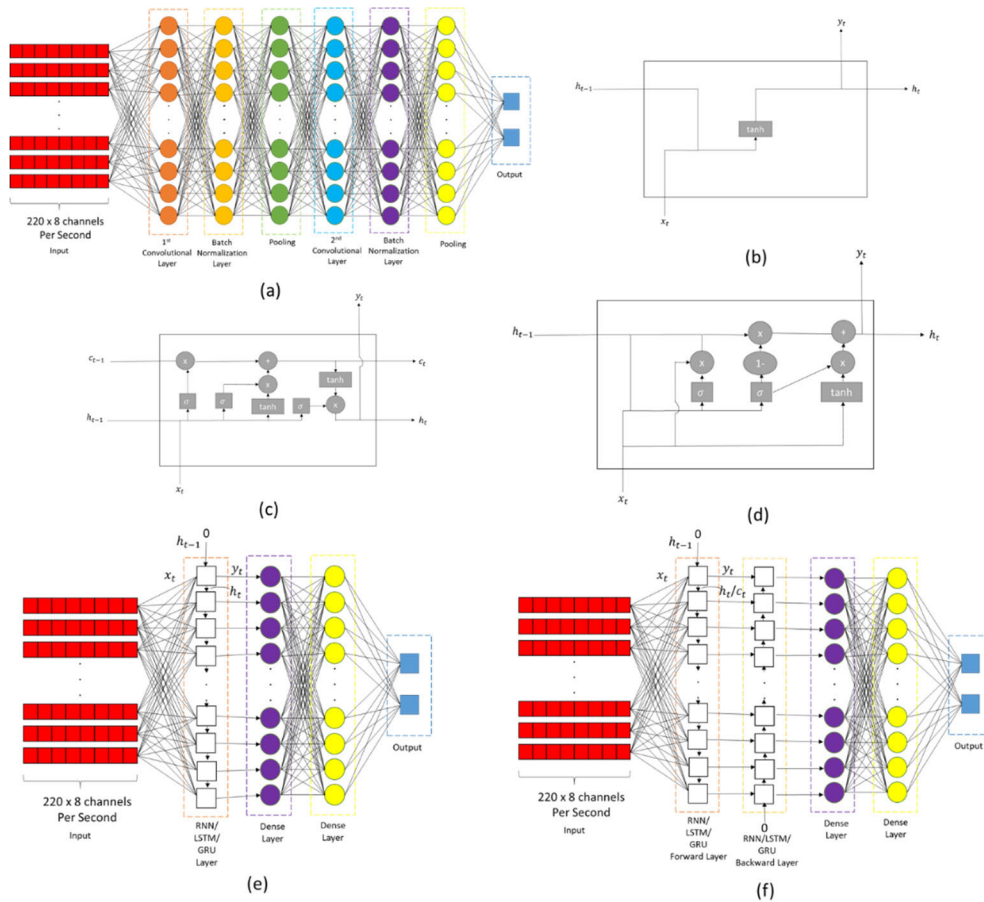 220 x 8 channels
Per Second
Input
1st
Convolutional
Layer
Batch
Normalization
Layer
Pooling
2nd
Convolutional
Layer
Batch
Normalization
Layer
Pooling
Output
(a)
y_t
h_{t-1}
h_t
tanh
x_t
(b)
y_t
c_{t-1}
x
+
c_t
tanh
x
σ
σ
tanh
σ
x
h_{t-1}
h_t
x_t
(c)
y_t
h_{t-1}
x
+
h_t
x
1-
x
σ
σ
tanh
x_t
(d)
0
h_{t-1}
x_t
y_t
h_t
220 x 8 channels
Per Second
Input
RNN/
LSTM/
GRU
Layer
Dense
Layer
Dense
Layer
Output
(e)
0
h_{t-1}
x_t
y_t
h_t/c_t
220 x 8 channels
Per Second
Input
RNN/
LSTM/
GRU
Forward Layer
0
RNN/LSTM/
GRU
Backward Layer
Dense
Layer
Dense
Layer
Output
(f)